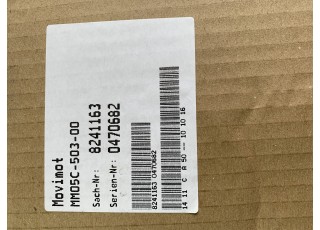 Movimot
MM05C-503-00
Sach-Nr: 8241163
Serien-Nr: 0470682
8241163 0470682
14 11 C R 50 -- 10 10 16